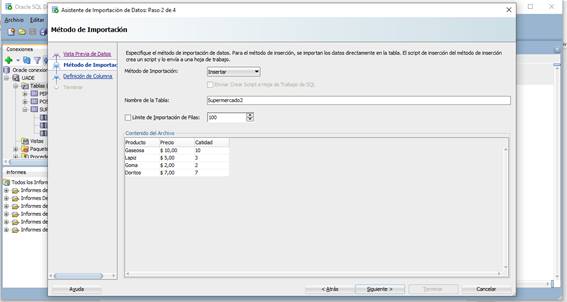 Oracle SQL D
Asistente de Importación de Datos: Paso 2 de 4
Archivo Editar
Método de Importación
Conexiones
Oracle conexion
UADE
Tablas (
PEP
POS
SUP
Vistas
Paquete
Procede
Informes
Todos los Informes
Informes de
Informes De
Informes de
Informes de
Informes de
Vista Previa de Datos
Método de Importac
Definición de Columna
Terminar
Especifique el método de importación de datos. Para el método de inserción, se importan los datos directamente en la tabla. El script de inserción del método de inserción
crea un script y lo envía a una hoja de trabajo.
Método de Importación: Insertar
Enviar Crear Script a Hoja de Trabajo de SQL
Nombre de la Tabla: Supermercado2
Límite de Importación de Filas: 100
Contenido del Archivo
Producto Precio Catidad
Gaseosa $ 10,00 10
Lapiz $ 5,00 3
Goma $ 2,00 2
Doritos $ 7,00 7
Ayuda < Atrás Siguiente > Terminar Cancelar